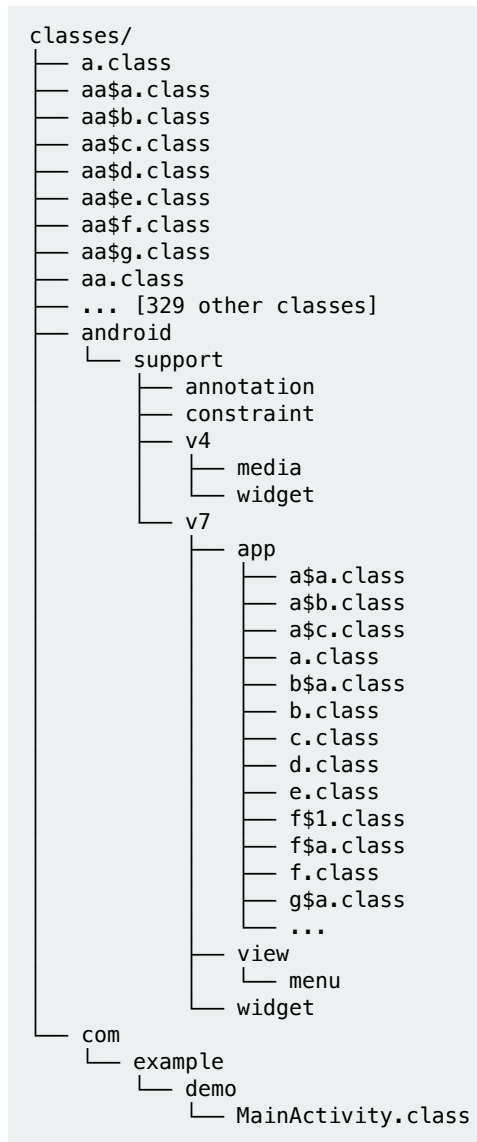 classes/
├── a.class
├── aa$a.class
├── aa$b.class
├── aa$c.class
├── aa$d.class
├── aa$e.class
├── aa$f.class
├── aa$g.class
├── aa.class
├── ... [329 other classes]
├── android
│   └── support
│       ├── annotation
│       ├── constraint
│       ├── v4
│       │   ├── media
│       │   └── widget
│       └── v7
│           ├── app
│           │   ├── a$a.class
│           │   ├── a$b.class
│           │   ├── a$c.class
│           │   ├── a.class
│           │   ├── b$a.class
│           │   ├── b.class
│           │   ├── c.class
│           │   ├── d.class
│           │   ├── e.class
│           │   ├── f$1.class
│           │   ├── f$a.class
│           │   ├── f.class
│           │   ├── g$a.class
│           │   └── ...
│           ├── view
│           │   └── menu
│           └── widget
└── com
    └── example
        └── demo
            └── MainActivity.class